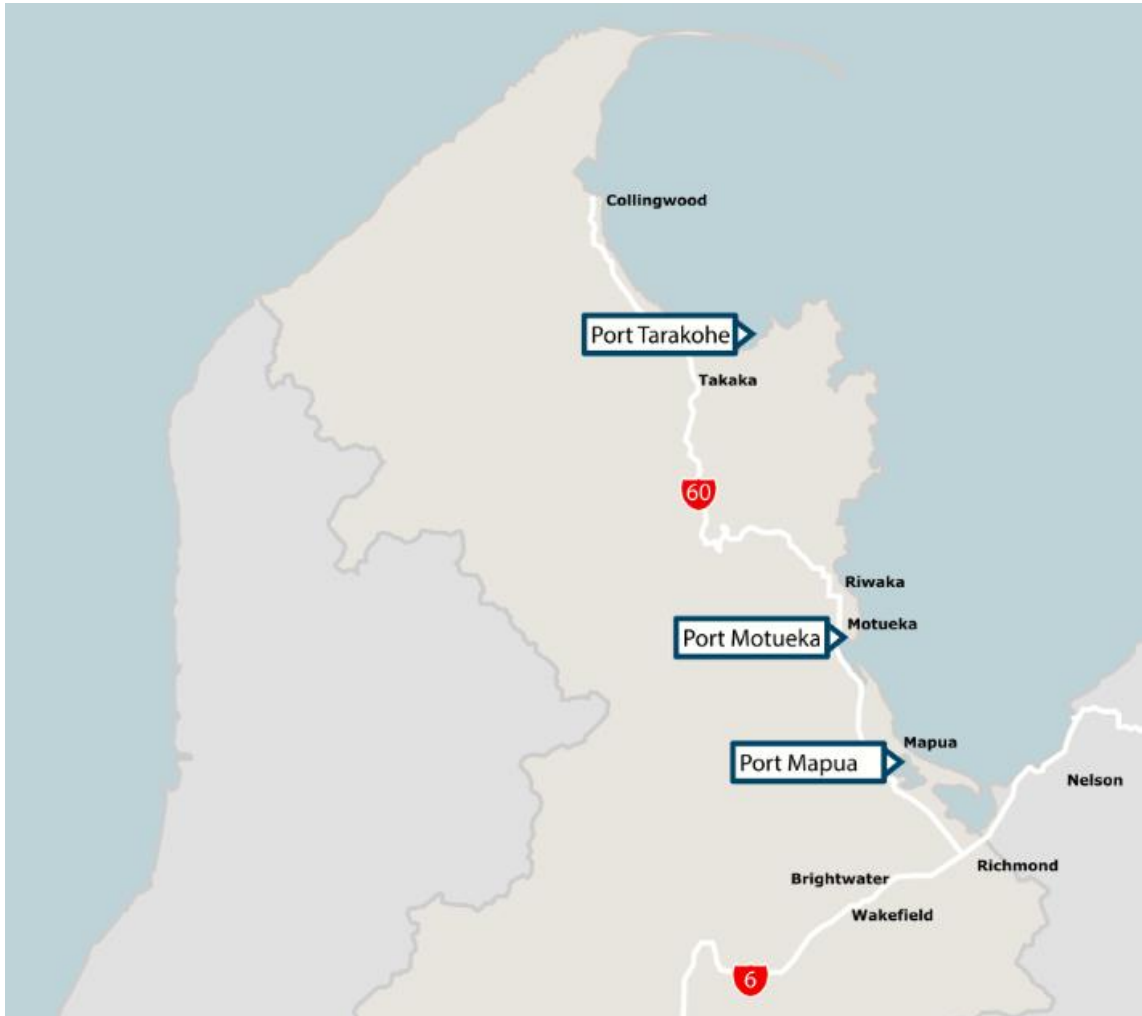 Collingwood
Port Tarakohe
Takaka
60
Riwaka
Motueka
Port Motueka
Mapua
Port Mapua
Nelson
Richmond
Brightwater
Wakefield
6